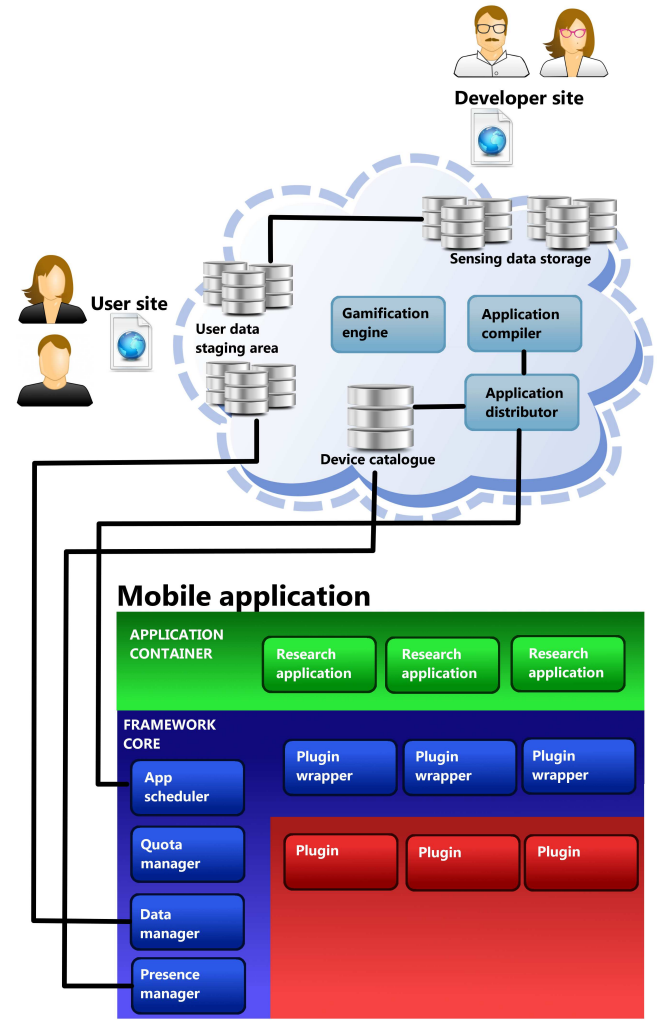 Developer site
Sensing data storage
User site
User data
staging area
Gamification
engine
Application
compiler
Application
distributor
Device catalogue
Mobile application
APPLICATION
CONTAINER
Research
application
Research
application
Research
application
FRAMEWORK
CORE
App
scheduler
Quota
manager
Data
manager
Presence
manager
Plugin
wrapper
Plugin
wrapper
Plugin
wrapper
Plugin
Plugin
Plugin